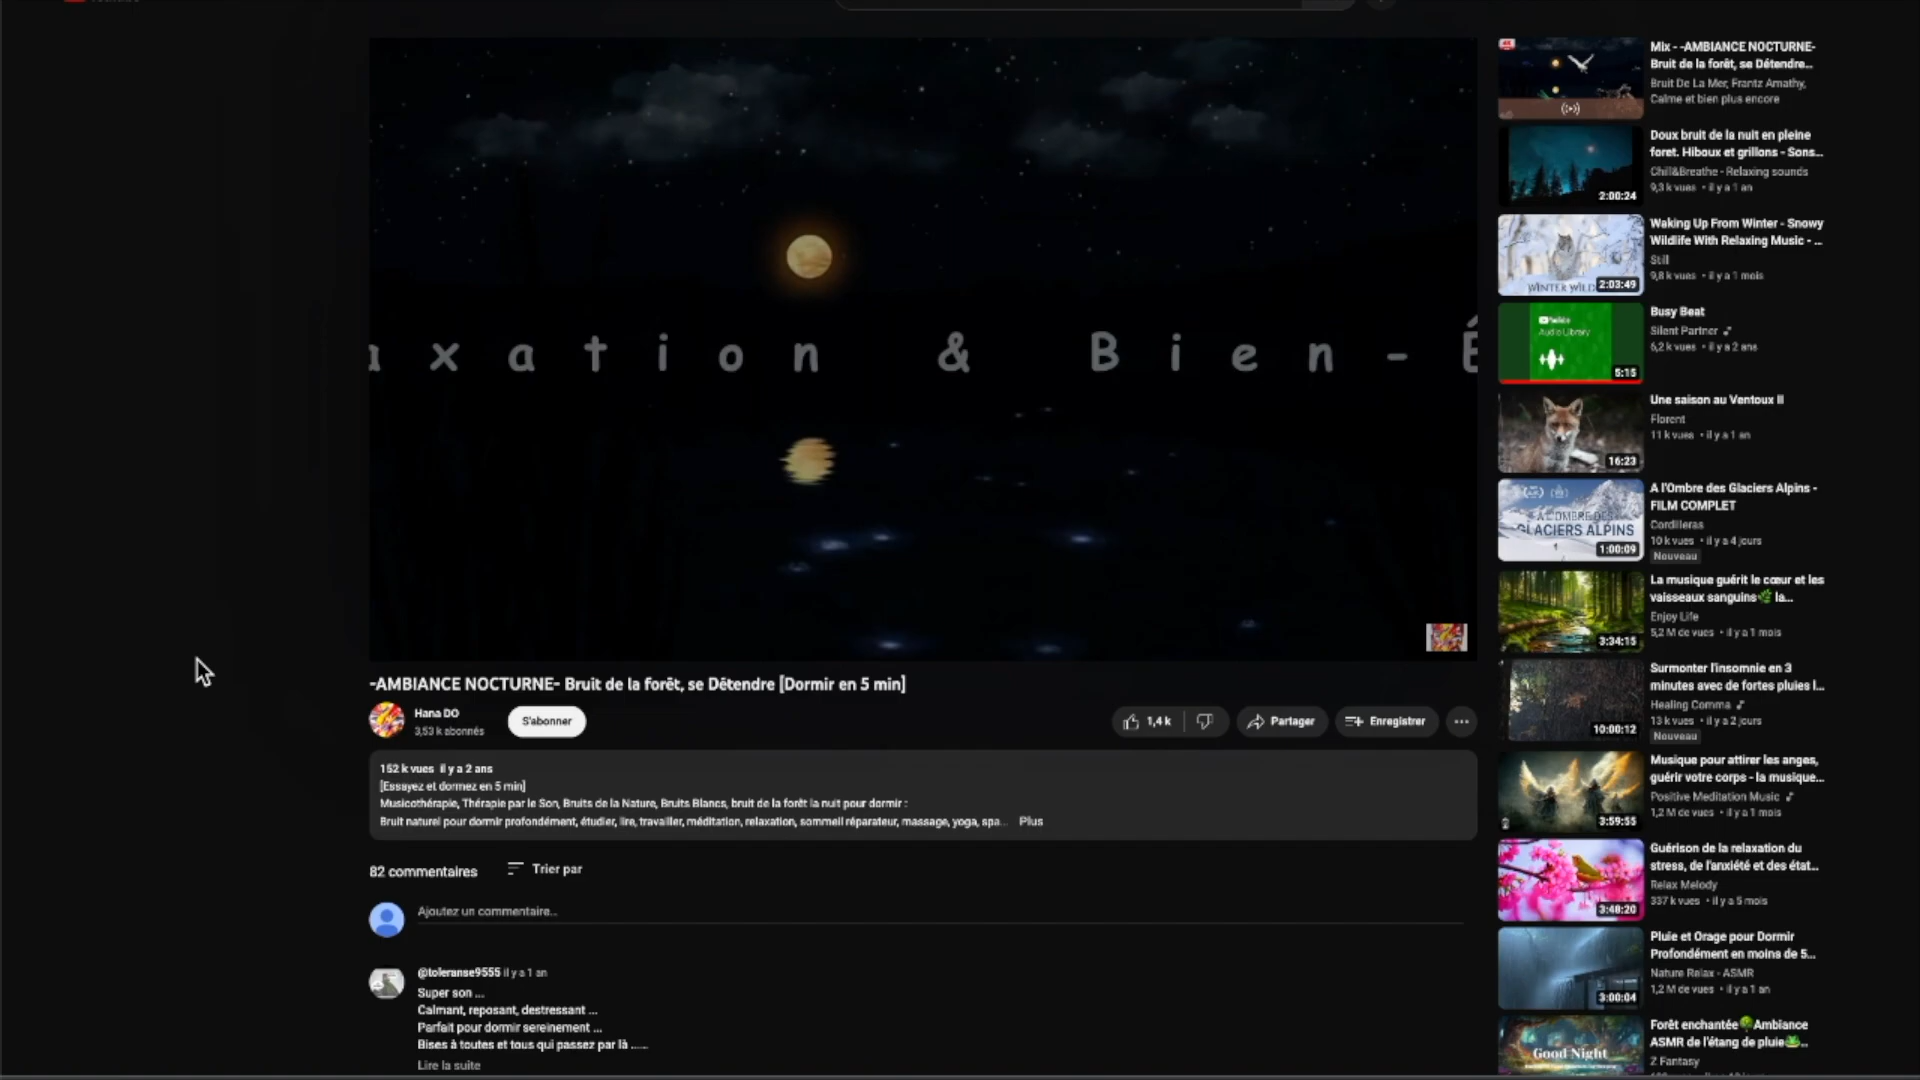 axation & Bien-Ê
-AMBIANCE NOCTURNE- Bruit de la forêt, se Détendre [Dormir en 5 min]
Hana DO
3,53 k abonnés
S'abonner
1,4 k
Partager
Enregistrer
152 k vues il y a 2 ans
[Essayez et dormez en 5 min]
Musicothérapie, Thérapie par le Son, Bruits de la Nature, Bruits Blancs, bruit de la forêt la nuit pour dormir :
Bruit naturel pour dormir profondément, étudier, lire, travailler, méditation, relaxation, sommeil réparateur, massage, yoga, spa... Plus
82 commentaires
Trier par
Ajoutez un commentaire...
@toleranse9555 il y a 1 an
Super son ...
Calmant, reposant, destressant ...
Parfait pour dormir sereinement ...
Bises à toutes et tous qui passez par là ......
Lire la suite
Mix - -AMBIANCE NOCTURNE-
Bruit de la forêt, se Détendre...
Bruit De La Mer, Frantz Amathy,
Calme et bien plus encore
2:00:24
Doux bruit de la nuit en pleine
foret. Hiboux et grillons - Sons...
Chill&Breathe - Relaxing sounds
9,3 k vues • il y a 1 an
WINTER WILD
2:03:49
Waking Up From Winter - Snowy
Wildlife With Relaxing Music - ...
Still
9,8 k vues • il y a 1 mois
YouTube
Audio Library
5:15
Busy Beat
Silent Partner
6,2 k vues • il y a 2 ans
16:23
Une saison au Ventoux II
Florent
11 k vues • il y a 1 an
A L'OMBRE DES
GLACIERS ALPINS
1:00:09
A l'Ombre des Glaciers Alpins -
FILM COMPLET
Cordilleras
10 k vues • il y a 4 jours
Nouveau
3:34:15
La musique guérit le cœur et les
vaisseaux sanguins🌿 la...
Enjoy Life
5,2 M de vues • il y a 1 mois
10:00:12
Surmonter l'insomnie en 3
minutes avec de fortes pluies l...
Healing Comma
13 k vues • il y a 2 jours
Nouveau
3:59:55
Musique pour attirer les anges,
guérir votre corps - la musique...
Positive Meditation Music
1,2 M de vues • il y a 1 mois
3:48:20
Guérison de la relaxation du
stress, de l'anxiété et des état...
Relax Melody
337 k vues • il y a 5 mois
3:00:04
Pluie et Orage pour Dormir
Profondément en moins de 5...
Nature Relax - ASMR
1,2 M de vues • il y a 1 an
Good Night
Forêt enchantée🌳Ambiance
ASMR de l'étang de pluie🐸...
Z Fantasy